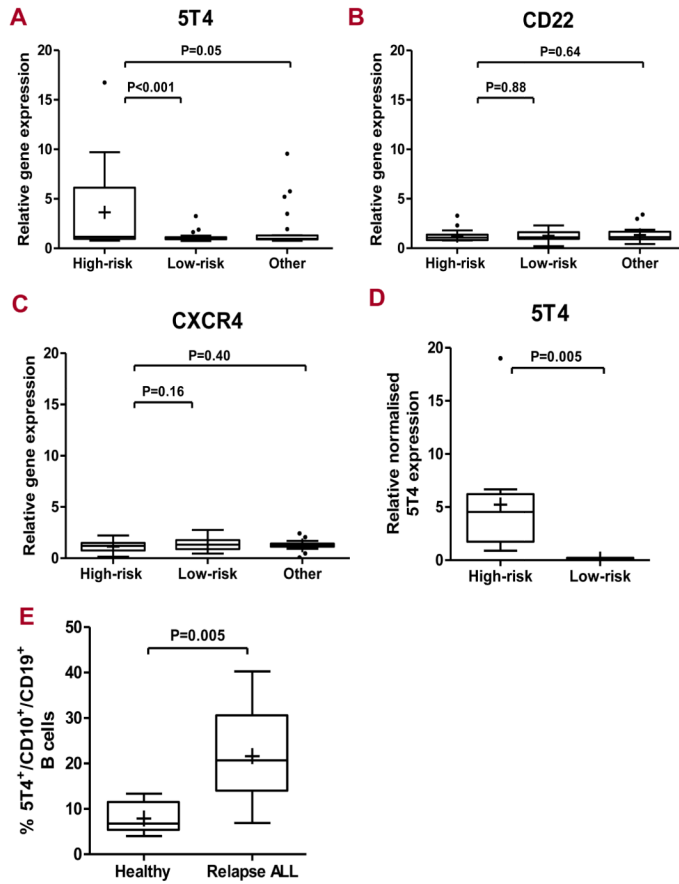 A
5T4
Relative gene expression
20
15
10
5
0
P=0.05
P<0.001
High-risk
Low-risk
Other
B
CD22
Relative gene expression
20
15
10
5
0
P=0.64
P=0.88
High-risk
Low-risk
Other
C
CXCR4
Relative gene expression
20
15
10
5
0
P=0.40
P=0.16
High-risk
Low-risk
Other
D
5T4
Relative normalised
5T4 expression
20
15
10
5
0
P=0.005
High-risk
Low-risk
E
% 5T4⁺/CD10⁺/CD19⁺
B cells
50
40
30
20
10
0
P=0.005
Healthy
Relapse ALL